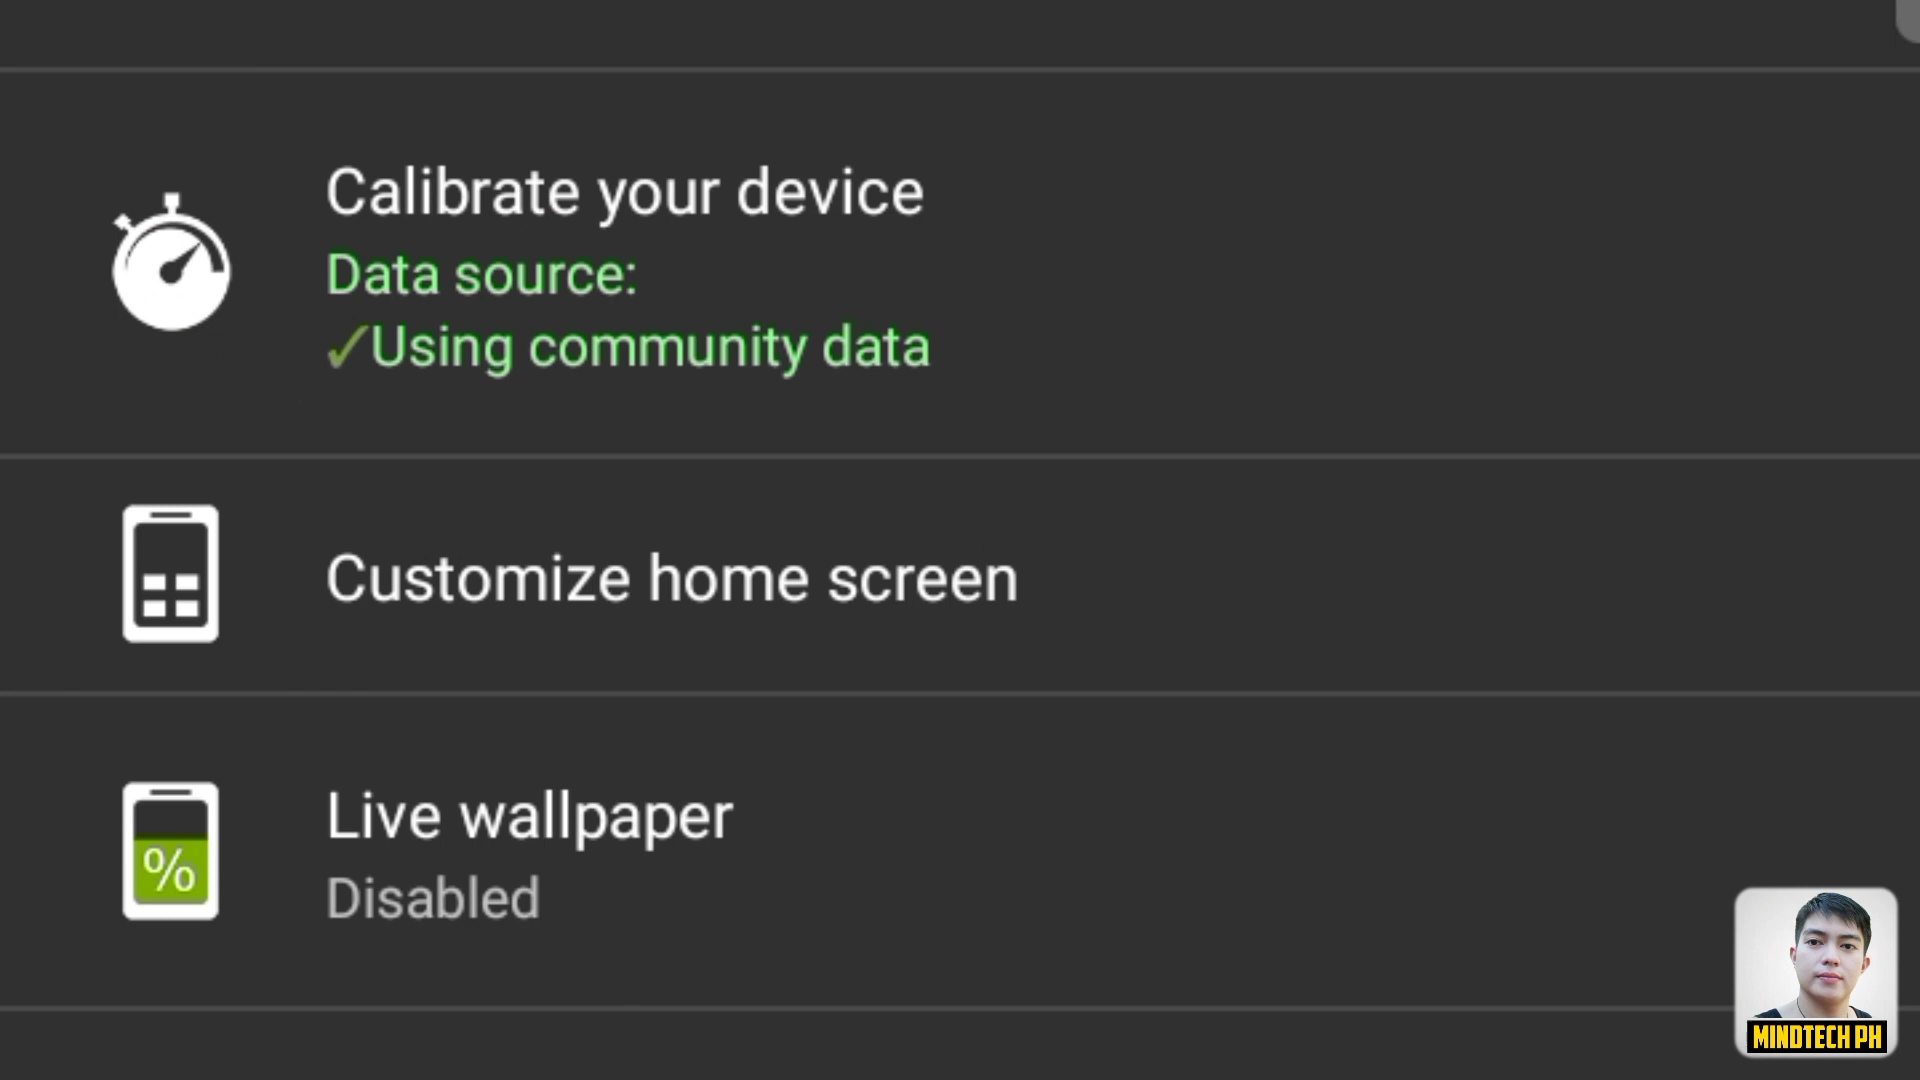 Calibrate your device
Data source:
✓Using community data
Customize home screen
%
Live wallpaper
Disabled
MINDTECH PH